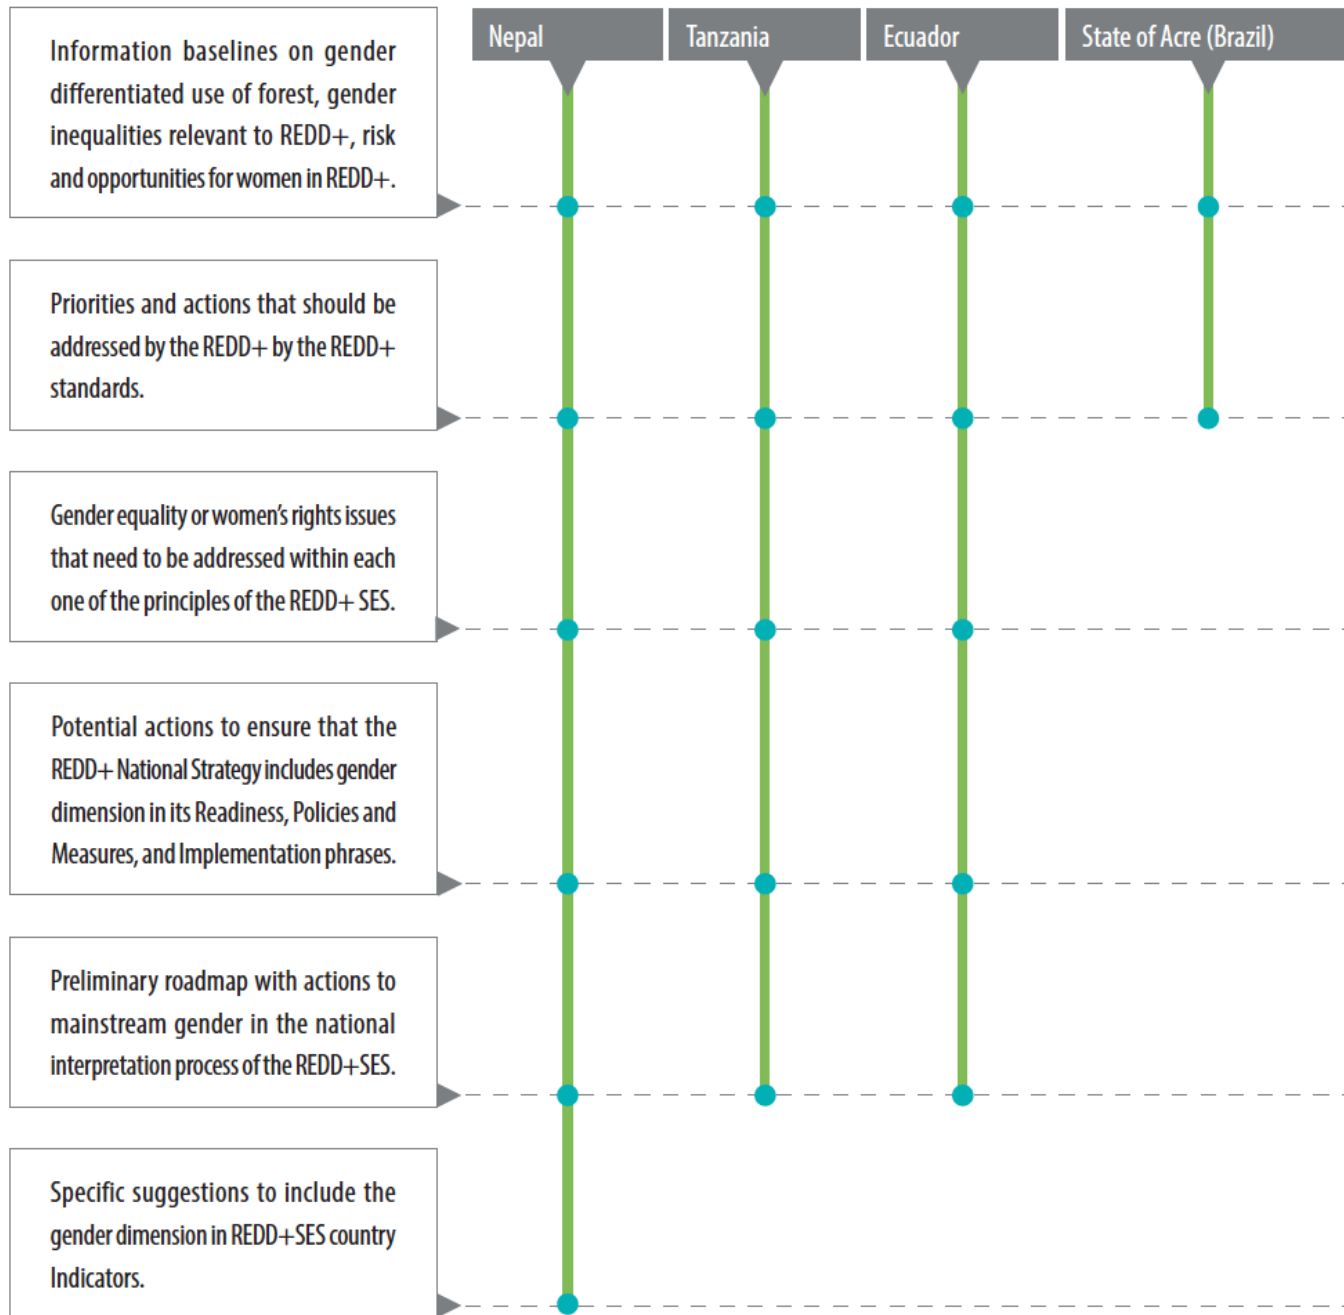 Nepal
Tanzania
Ecuador
State of Acre (Brazil)
Information baselines on gender
differentiated use of forest, gender
inequalities relevant to REDD+, risk
and opportunities for women in REDD+.
Priorities and actions that should be
addressed by the REDD+ by the REDD+
standards.
Gender equality or women's rights issues
that need to be addressed within each
one of the principles of the REDD+ SES.
Potential actions to ensure that the
REDD+ National Strategy includes gender
dimension in its Readiness, Policies and
Measures, and Implementation phrases.
Preliminary roadmap with actions to
mainstream gender in the national
interpretation process of the REDD+SES.
Specific suggestions to include the
gender dimension in REDD+SES country
Indicators.